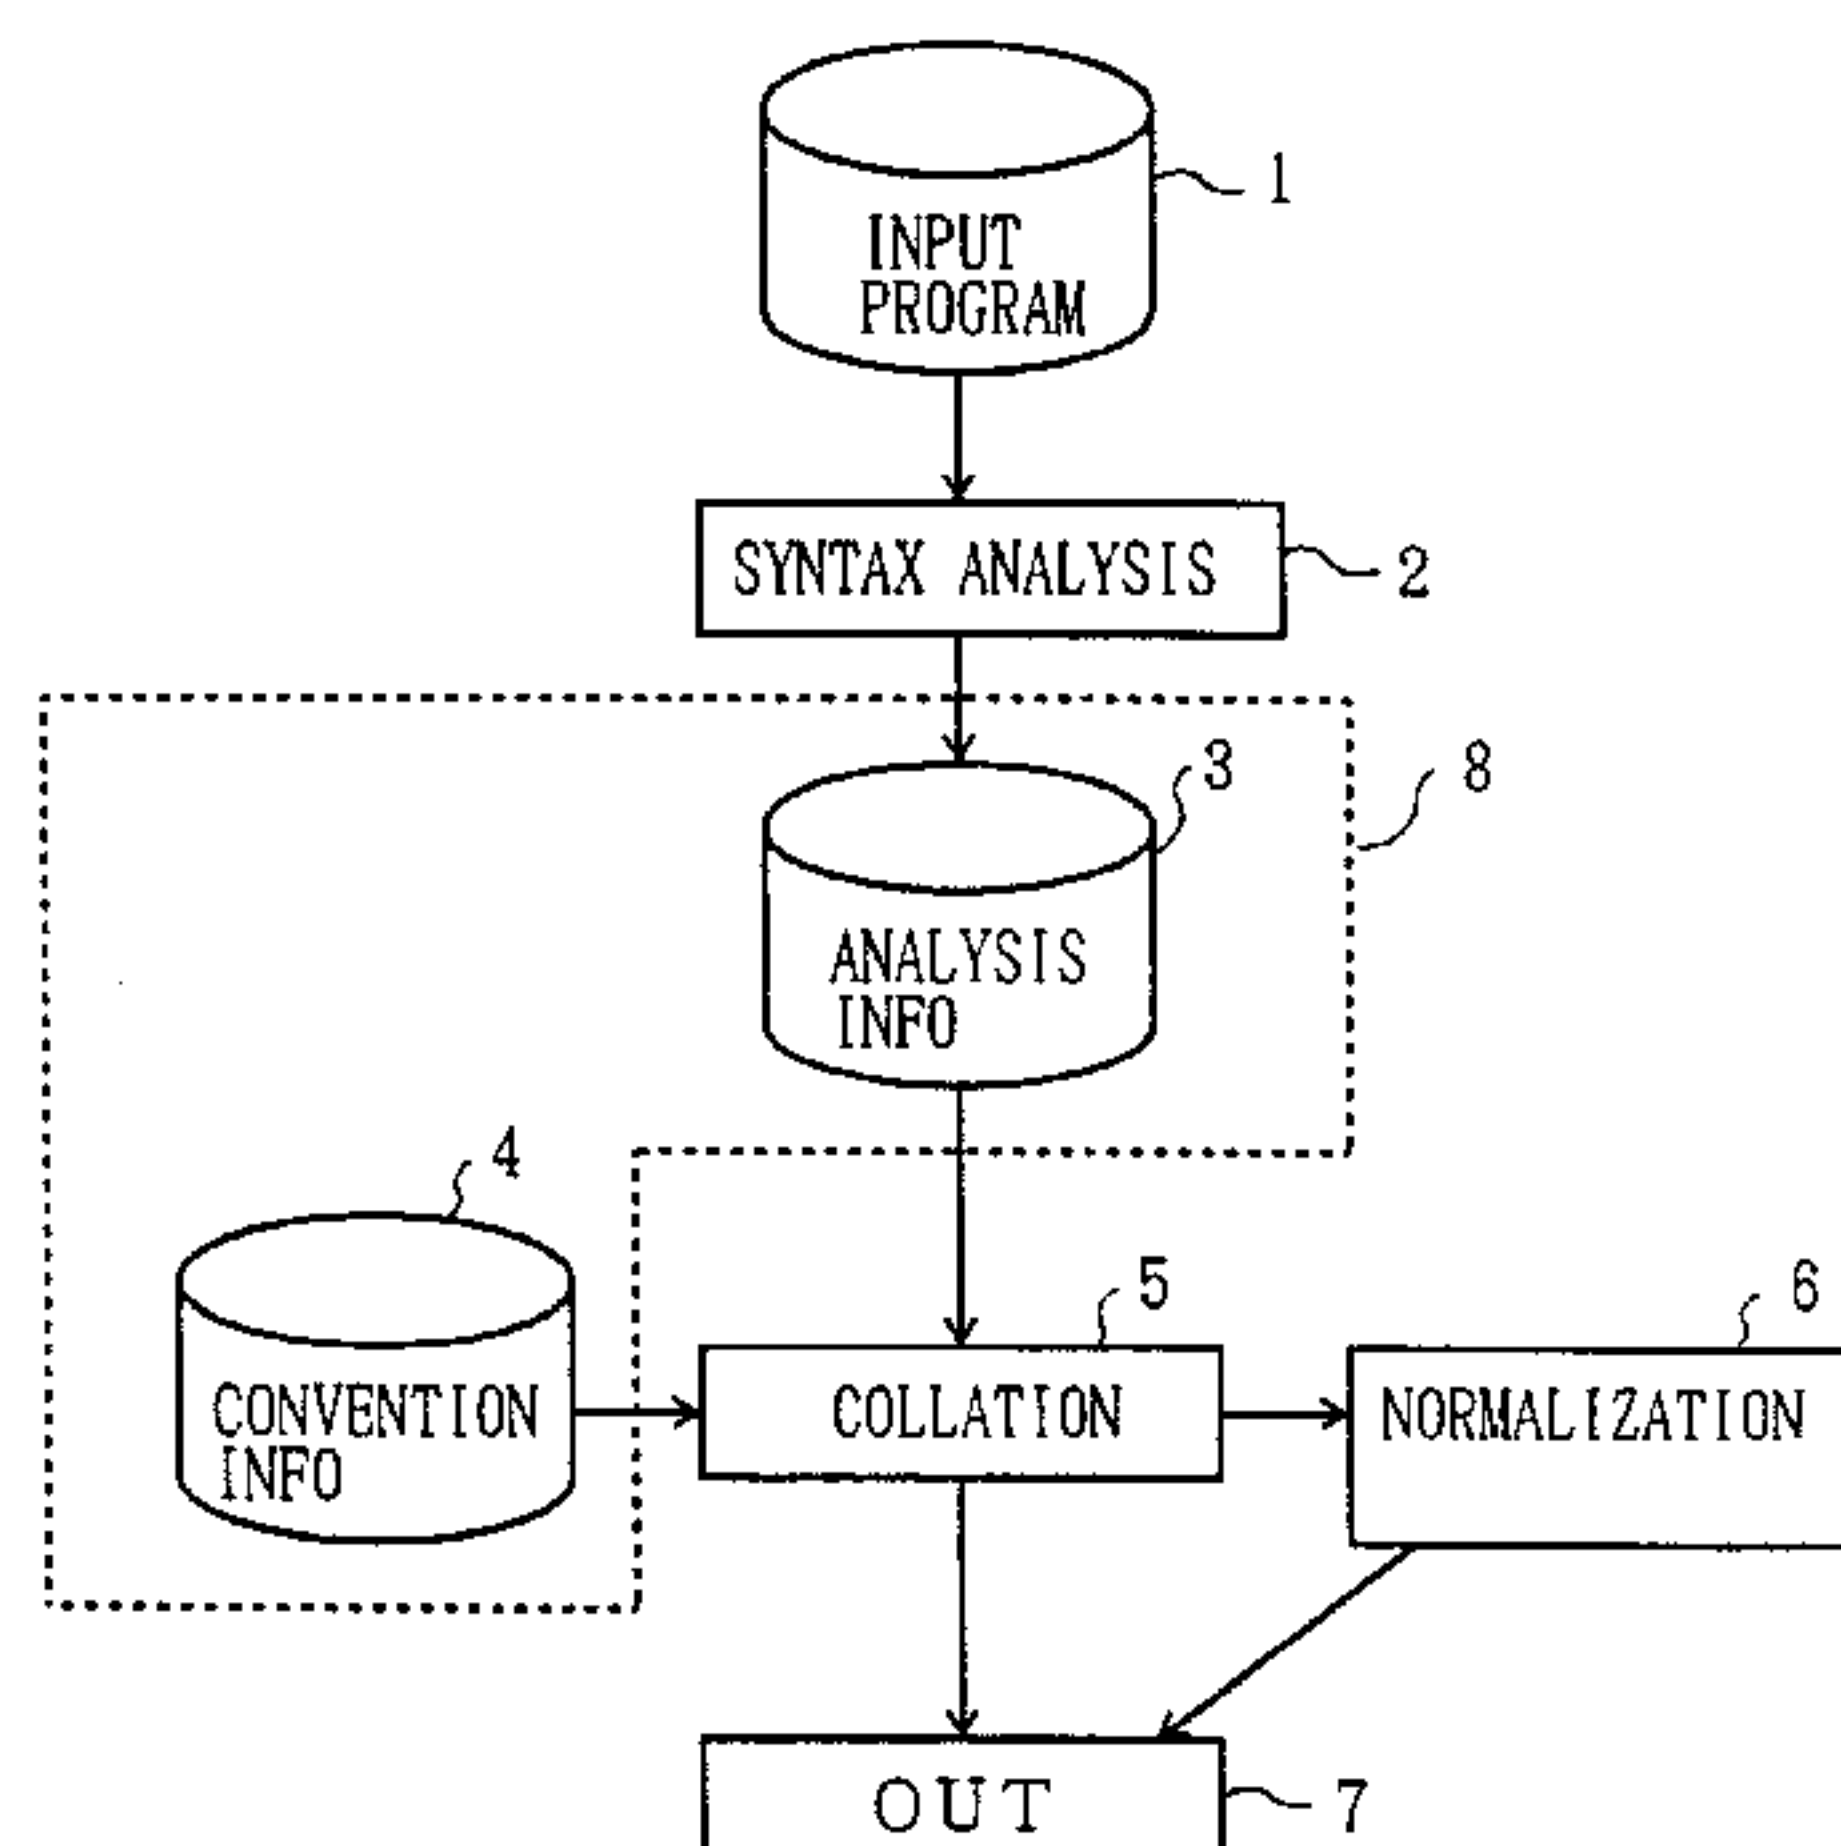 1
INPUT
PROGRAM
SYNTAX ANALYSIS
2
3
8
ANALYSIS
INFO
4
5
6
CONVENTION
INFO
COLLATION
NORMALIZATION
OUT
7